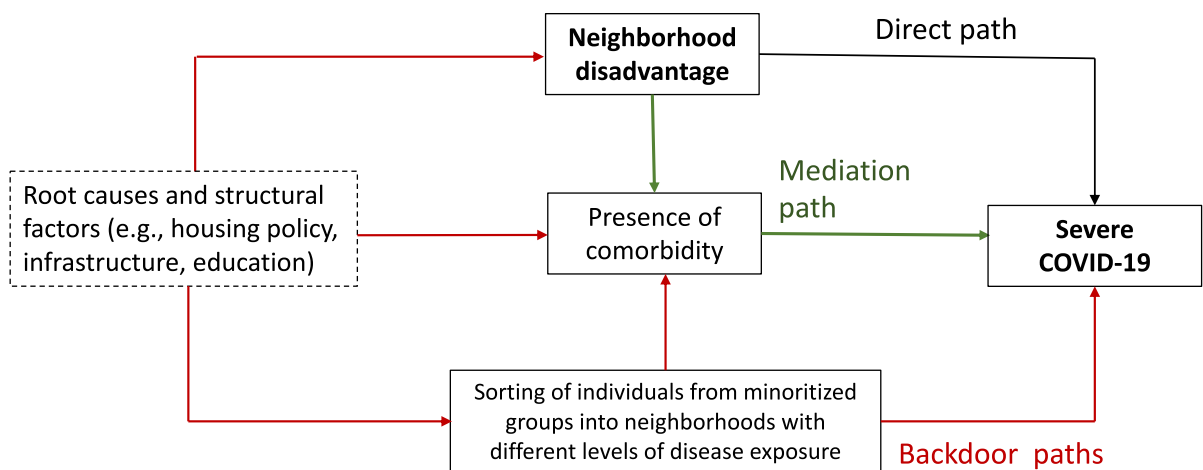 Neighborhood
disadvantage
Direct path
Root causes and structural
factors (e.g., housing policy,
infrastructure, education)
Presence of
comorbidity
Mediation
path
Severe
COVID-19
Sorting of individuals from minoritized
groups into neighborhoods with
different levels of disease exposure
Backdoor paths